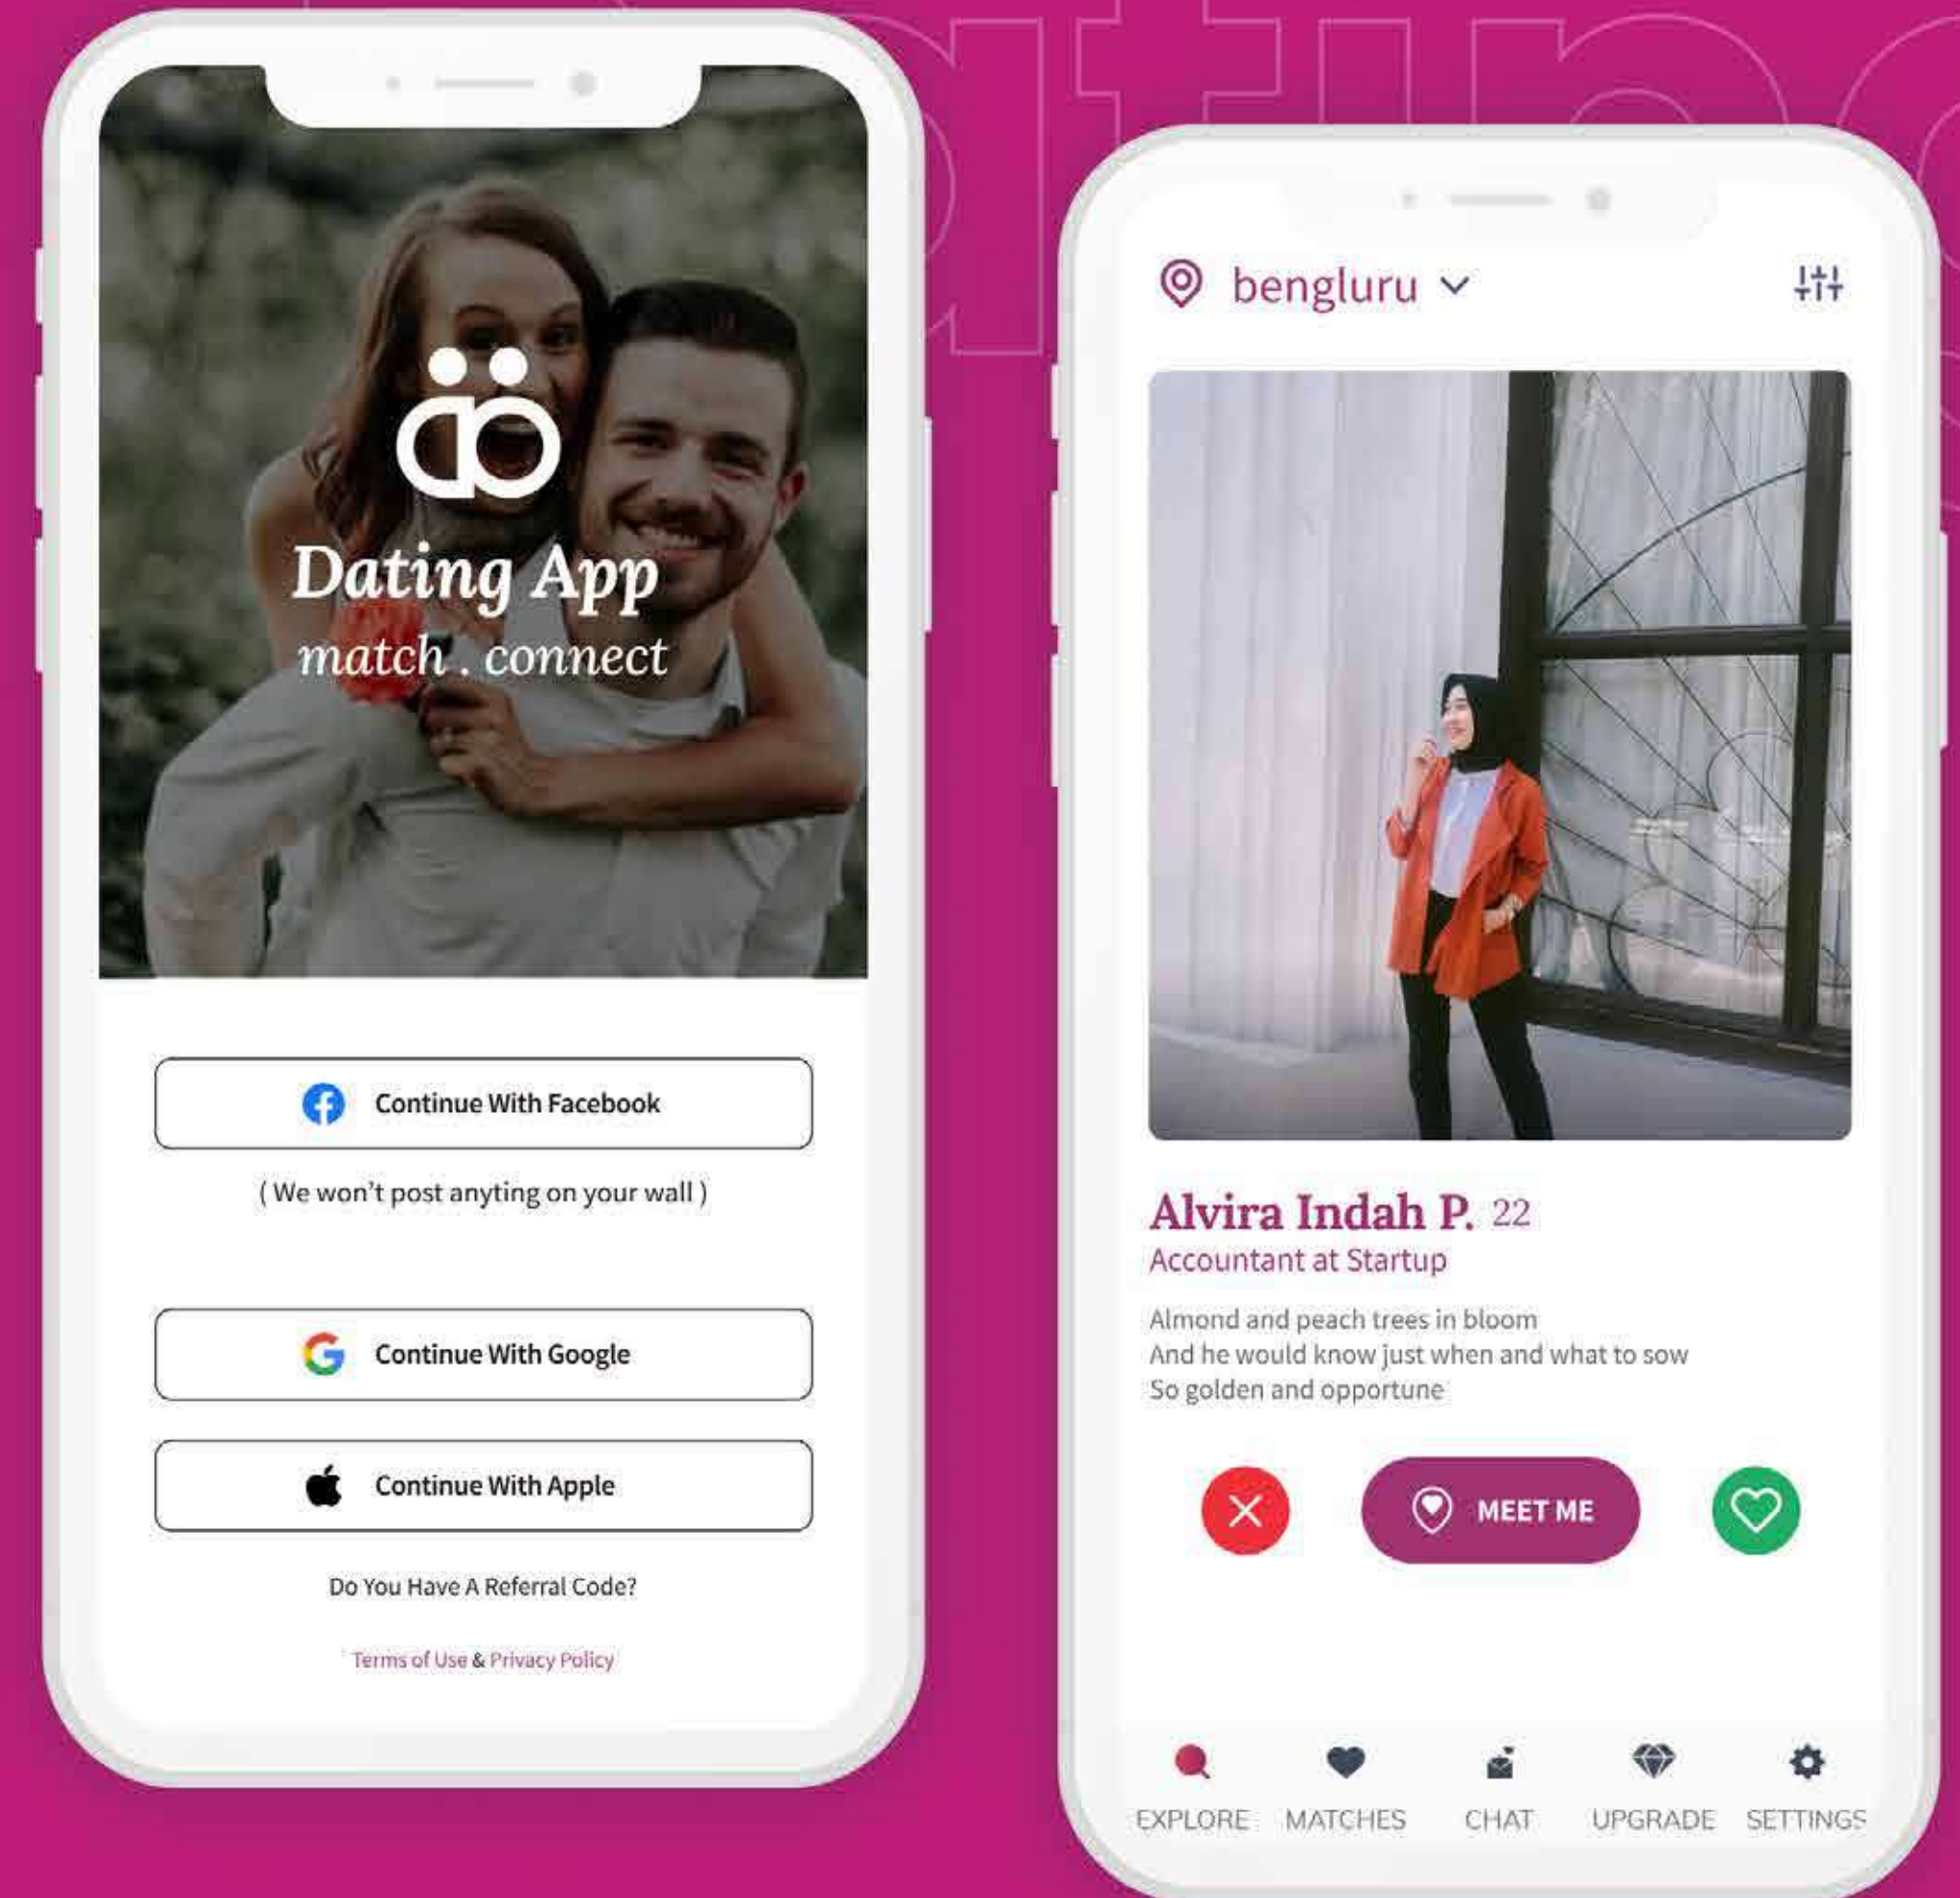 Dating App
match . connect
Continue With Facebook
( We won't post anyting on your wall )
Continue With Google
Continue With Apple
Do You Have A Referral Code?
Terms of Use & Privacy Policy
bengluru
Alvira Indah P. 22
Accountant at Startup
Almond and peach trees in bloom
And he would know just when and what to sow
So golden and opportune
MEET ME
EXPLORE MATCHES CHAT UPGRADE SETTINGS